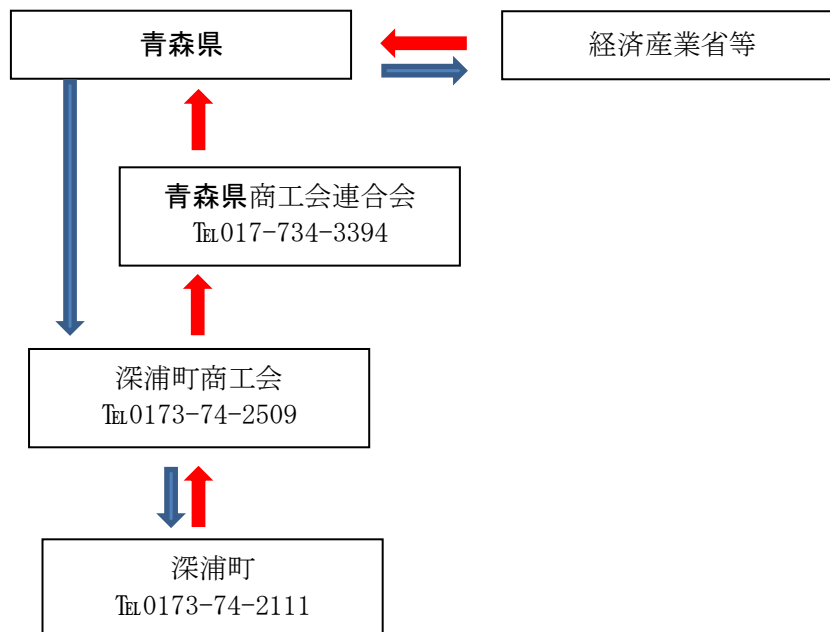 青森県
経済産業省等
青森県商工会連合会
℡017-734-3394
深浦町商工会
℡0173-74-2509
深浦町
℡0173-74-2111